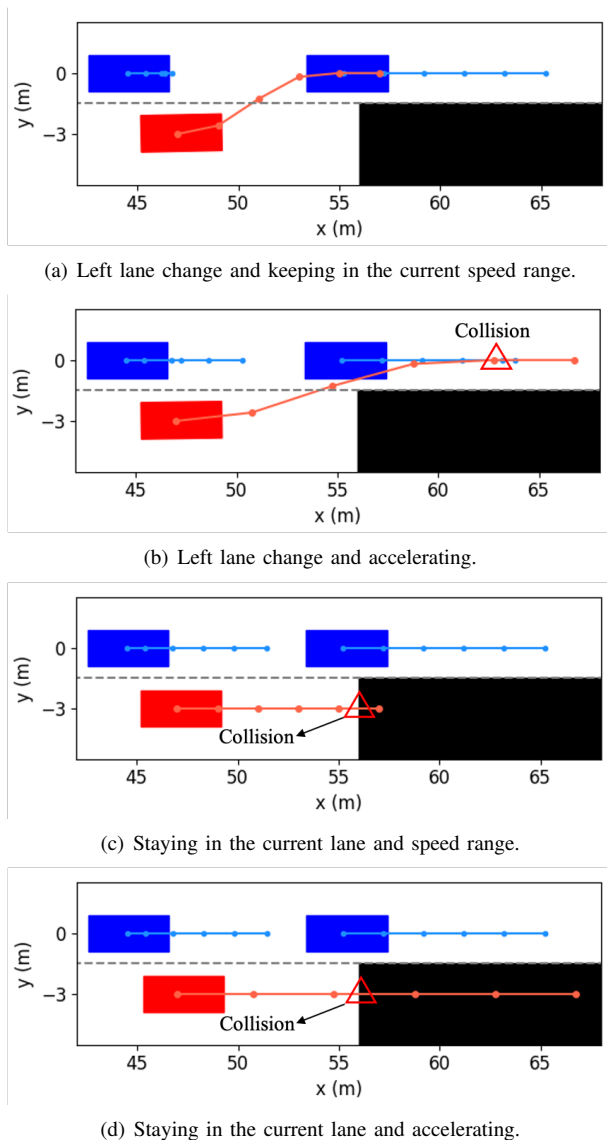 0
y (m)
−3
45 50 55 60 65
x (m)
(a) Left lane change and keeping in the current speed range.
Collision
0
y (m)
−3
45 50 55 60 65
x (m)
(b) Left lane change and accelerating.
0
y (m)
−3
Collision
45 50 55 60 65
x (m)
(c) Staying in the current lane and speed range.
0
y (m)
−3
Collision
45 50 55 60 65
x (m)
(d) Staying in the current lane and accelerating.